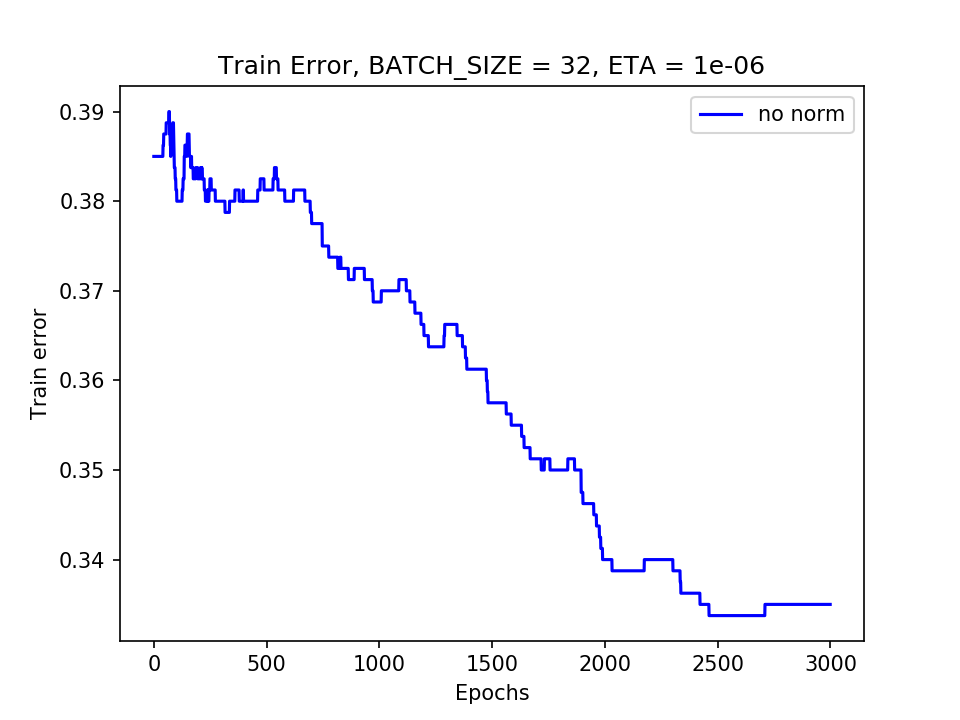 Train Error, BATCH_SIZE = 32, ETA = 1e-06
no norm
Train error
0.39
0.38
0.37
0.36
0.35
0.34
0 500 1000 1500 2000 2500 3000
Epochs